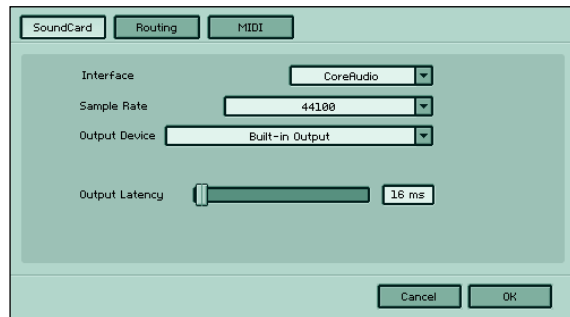 SoundCard Routing MIDI
Interface CoreAudio
Sample Rate 44100
Output Device Built-in Output
Output Latency 16 ms
Cancel OK